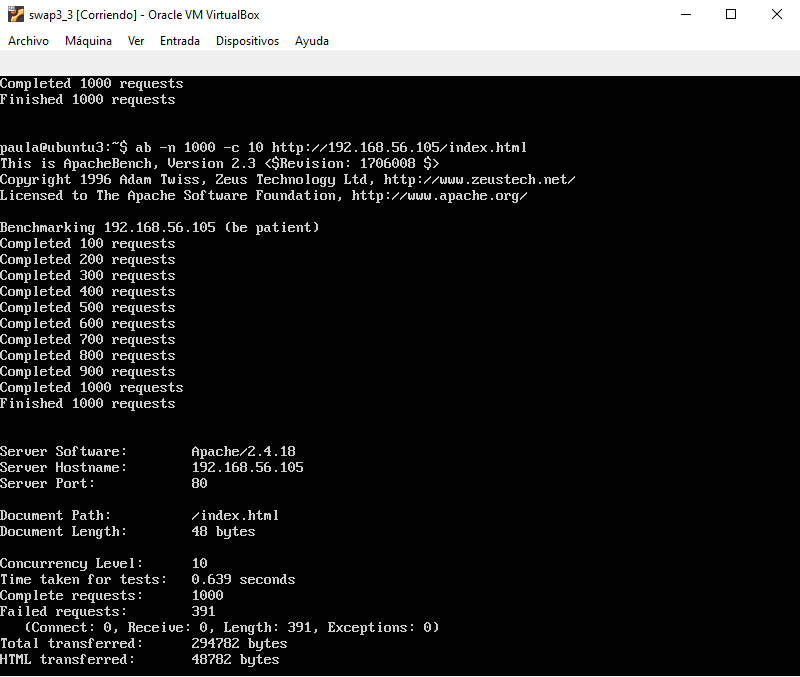 swap3_3 [Corriendo] - Oracle VM VirtualBox
Archivo Máquina Ver Entrada Dispositivos Ayuda
Completed 1000 requests
Finished 1000 requests
paula@ubuntu3:~$ ab -n 1000 -c 10 http://192.168.56.105/index.html
This is ApacheBench, Version 2.3 <$Revision: 1706008 $>
Copyright 1996 Adam Twiss, Zeus Technology Ltd, http://www.zeustech.net/
Licensed to The Apache Software Foundation, http://www.apache.org/
Benchmarking 192.168.56.105 (be patient)
Completed 100 requests
Completed 200 requests
Completed 300 requests
Completed 400 requests
Completed 500 requests
Completed 600 requests
Completed 700 requests
Completed 800 requests
Completed 900 requests
Completed 1000 requests
Finished 1000 requests
Server Software: Apache/2.4.18
Server Hostname: 192.168.56.105
Server Port: 80
Document Path: /index.html
Document Length: 48 bytes
Concurrency Level: 10
Time taken for tests: 0.639 seconds
Complete requests: 1000
Failed requests: 391
(Connect: 0, Receive: 0, Length: 391, Exceptions: 0)
Total transferred: 294782 bytes
HTML transferred: 48782 bytes